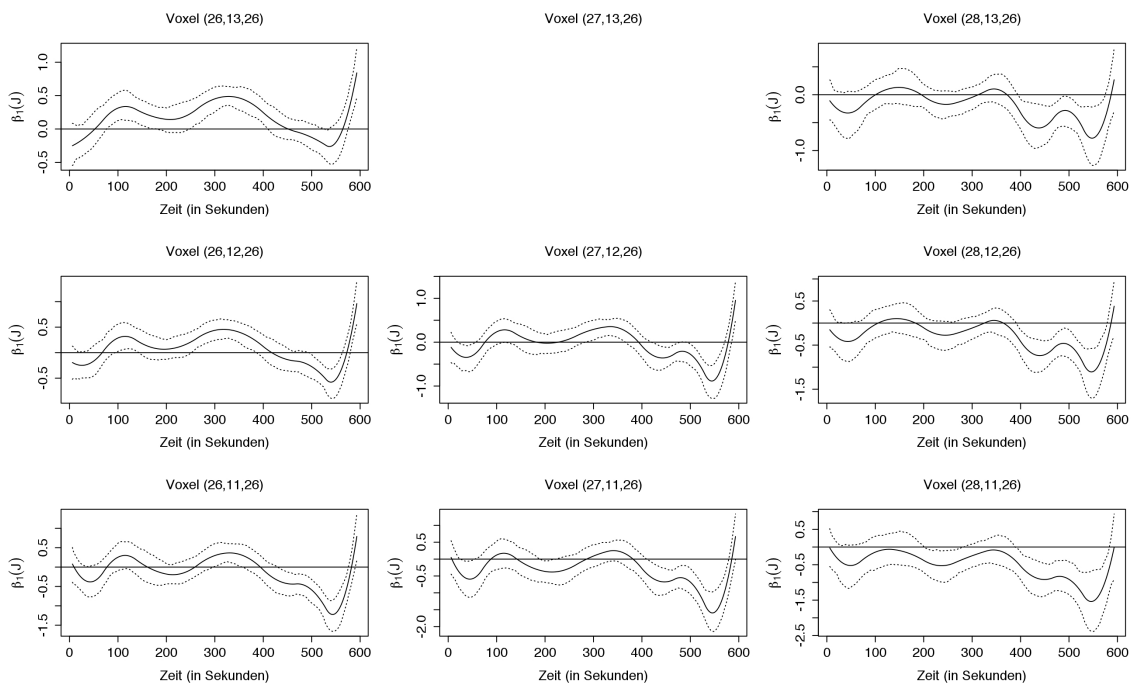 Voxel (26,13,26)
Voxel (27,13,26)
Voxel (28,13,26)
β₁(J)
-0.5 0.0 0.5 1.0
0 100 200 300 400 500 600
Zeit (in Sekunden)
β₁(J)
-1.0 0.0
0 100 200 300 400 500 600
Zeit (in Sekunden)
Voxel (26,12,26)
Voxel (27,12,26)
Voxel (28,12,26)
β₁(J)
-0.5 0.5
0 100 200 300 400 500 600
Zeit (in Sekunden)
β₁(J)
-1.0 0.0 1.0
0 100 200 300 400 500 600
Zeit (in Sekunden)
β₁(J)
-1.5 -0.5 0.5
0 100 200 300 400 500 600
Zeit (in Sekunden)
Voxel (26,11,26)
Voxel (27,11,26)
Voxel (28,11,26)
β₁(J)
-1.5 -0.5 0.5
0 100 200 300 400 500 600
Zeit (in Sekunden)
β₁(J)
-2.0 -0.5 0.5
0 100 200 300 400 500 600
Zeit (in Sekunden)
β₁(J)
-2.5 -1.5 -0.5 0.5
0 100 200 300 400 500 600
Zeit (in Sekunden)